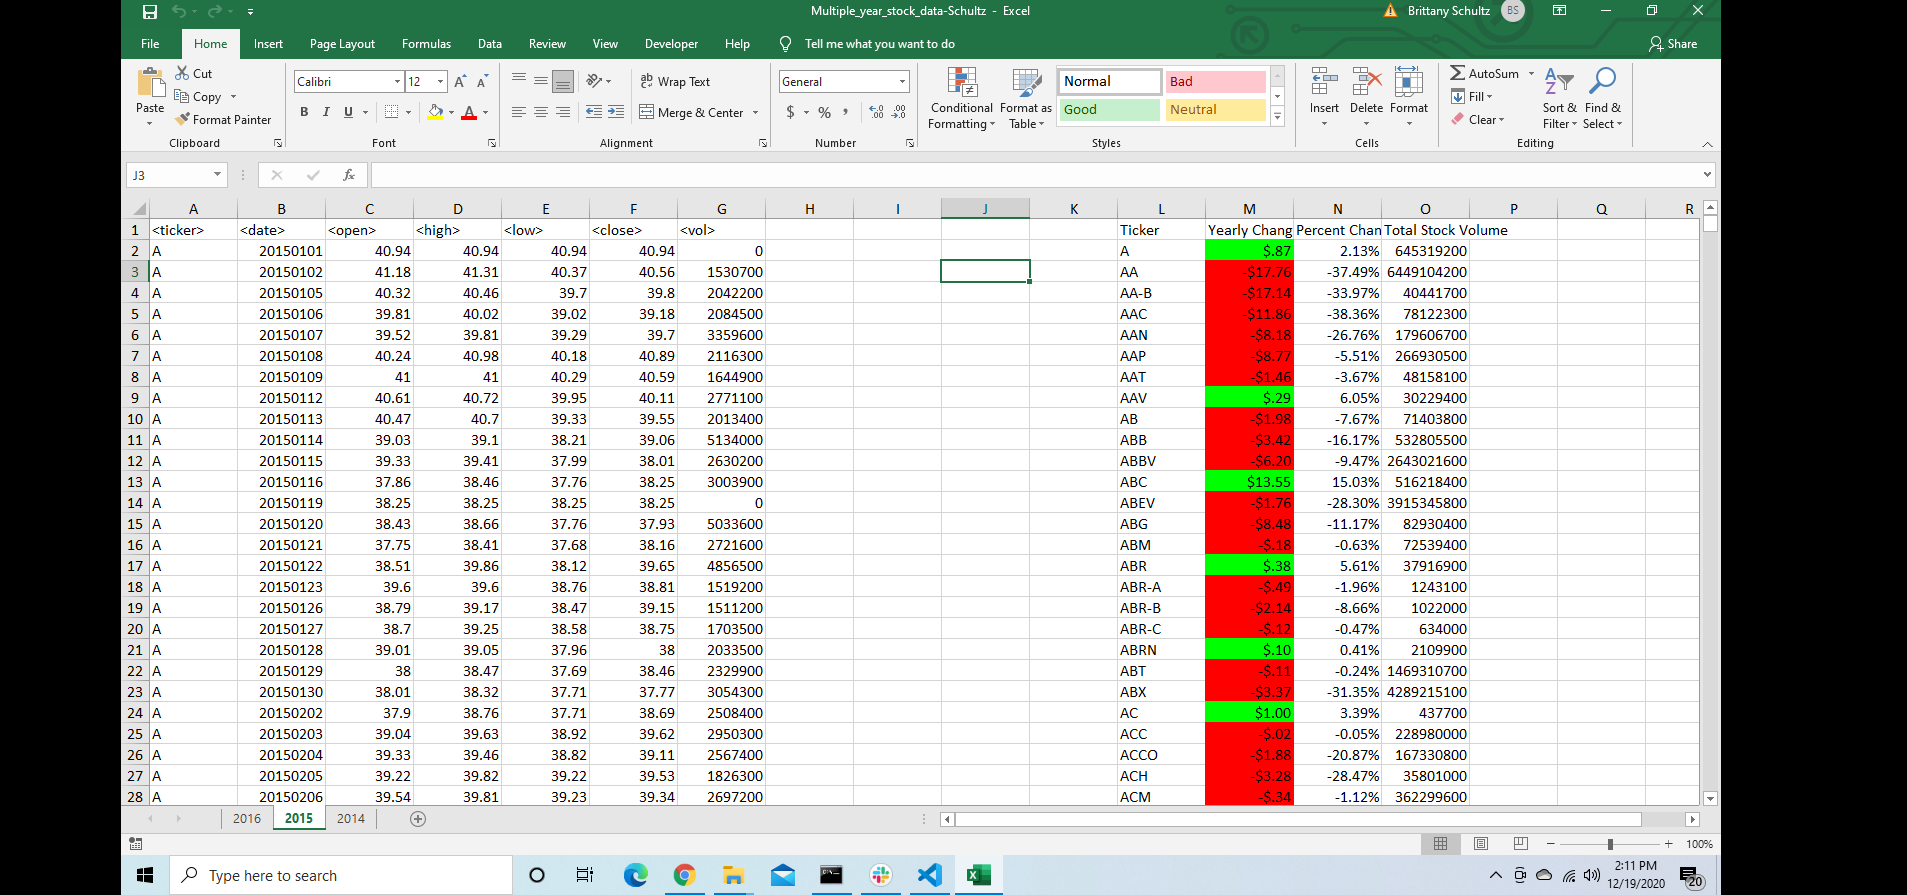 Multiple_year_stock_data-Schultz - Excel
Brittany Schultz BS
File Home Insert Page Layout Formulas Data Review View Developer Help Tell me what you want to do Share
Paste Cut Copy Format Painter Clipboard
Calibri 12 B I U Font
Wrap Text Merge & Center Alignment
General $ % , Number
Conditional Formatting Format as Table Normal Bad Good Neutral Styles
Insert Delete Format Cells
AutoSum Fill Clear Sort & Filter Find & Select Editing
J3 fx
A B C D E F G H I J K L M N O P Q R
1 <ticker> <date> <open> <high> <low> <close> <vol> Ticker Yearly Chang Percent Chan Total Stock Volume
2 A 20150101 40.94 40.94 40.94 40.94 0 A $.87 2.13% 645319200
3 A 20150102 41.18 41.31 40.37 40.56 1530700 AA -$17.76 -37.49% 6449104200
4 A 20150105 40.32 40.46 39.7 39.8 2042200 AA-B -$17.14 -33.97% 40441700
5 A 20150106 39.81 40.02 39.02 39.18 2084500 AAC -$11.86 -38.36% 78122300
6 A 20150107 39.52 39.81 39.29 39.7 3359600 AAN -$8.18 -26.76% 179606700
7 A 20150108 40.24 40.98 40.18 40.89 2116300 AAP -$8.77 -5.51% 266930500
8 A 20150109 41 41 40.29 40.59 1644900 AAT -$1.46 -3.67% 48158100
9 A 20150112 40.61 40.72 39.95 40.11 2771100 AAV $.29 6.05% 30229400
10 A 20150113 40.47 40.7 39.33 39.55 2013400 AB -$1.98 -7.67% 71403800
11 A 20150114 39.03 39.1 38.21 39.06 5134000 ABB -$3.42 -16.17% 532805500
12 A 20150115 39.33 39.41 37.99 38.01 2630200 ABBV -$6.20 -9.47% 2643021600
13 A 20150116 37.86 38.46 37.76 38.25 3003900 ABC $13.55 15.03% 516218400
14 A 20150119 38.25 38.25 38.25 38.25 0 ABEV -$1.76 -28.30% 3915345800
15 A 20150120 38.43 38.66 37.76 37.93 5033600 ABG -$8.48 -11.17% 82930400
16 A 20150121 37.75 38.41 37.68 38.16 2721600 ABM -$.18 -0.63% 72539400
17 A 20150122 38.51 39.86 38.12 39.65 4856500 ABR $.38 5.61% 37916900
18 A 20150123 39.6 39.6 38.76 38.81 1519200 ABR-A -$.49 -1.96% 1243100
19 A 20150126 38.79 39.17 38.47 39.15 1511200 ABR-B -$2.14 -8.66% 1022000
20 A 20150127 38.7 39.25 38.58 38.75 1703500 ABR-C -$.12 -0.47% 634000
21 A 20150128 39.01 39.05 37.96 38 2033500 ABRN $.10 0.41% 2109900
22 A 20150129 38 38.47 37.69 38.46 2329900 ABT -$.11 -0.24% 1469310700
23 A 20150130 38.01 38.32 37.71 37.77 3054300 ABX -$3.37 -31.35% 4289215100
24 A 20150202 37.9 38.76 37.71 38.69 2508400 AC $1.00 3.39% 437700
25 A 20150203 39.04 39.63 38.92 39.62 2950300 ACC -$.02 -0.05% 228980000
26 A 20150204 39.33 39.46 38.82 39.11 2567400 ACCO -$1.88 -20.87% 167330800
27 A 20150205 39.22 39.82 39.22 39.53 1826300 ACH -$3.28 -28.47% 35801000
28 A 20150206 39.54 39.81 39.23 39.34 2697200 ACM -$.34 -1.12% 362299600
2016 2015 2014
100%
Type here to search
2:11 PM
12/19/2020
20